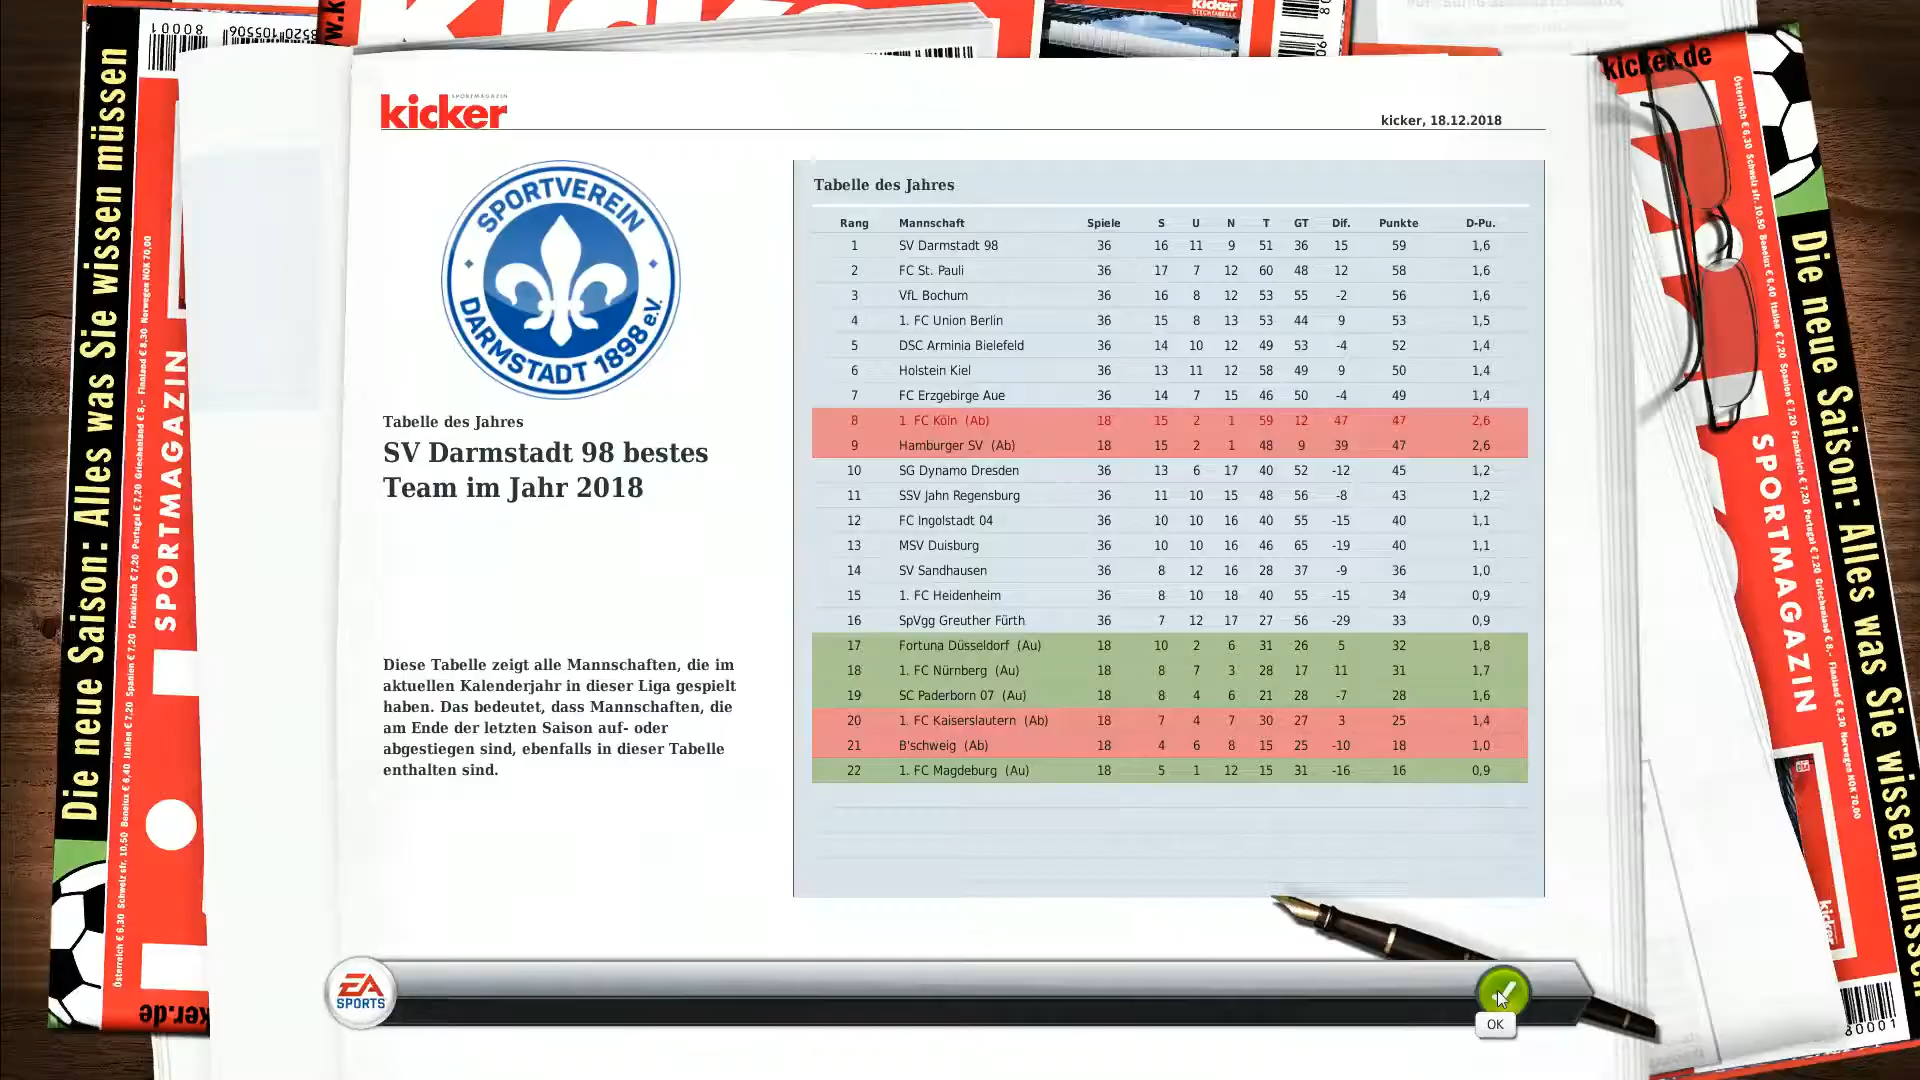 kicker
SPORTMAGAZIN
kicker, 18.12.2018
SPORTVEREIN
DARMSTADT 1898 e.V.
Tabelle des Jahres
SV Darmstadt 98 bestes
Team im Jahr 2018
Diese Tabelle zeigt alle Mannschaften, die im
aktuellen Kalenderjahr in dieser Liga gespielt
haben. Das bedeutet, dass Mannschaften, die
am Ende der letzten Saison auf- oder
abgestiegen sind, ebenfalls in dieser Tabelle
enthalten sind.
Tabelle des Jahres
Rang Mannschaft Spiele S U N T GT Dif. Punkte D-Pu.
1 SV Darmstadt 98 36 16 11 9 51 36 15 59 1,6
2 FC St. Pauli 36 17 7 12 60 48 12 58 1,6
3 VfL Bochum 36 16 8 12 53 55 -2 56 1,6
4 1. FC Union Berlin 36 15 8 13 53 44 9 53 1,5
5 DSC Arminia Bielefeld 36 14 10 12 49 53 -4 52 1,4
6 Holstein Kiel 36 13 11 12 58 49 9 50 1,4
7 FC Erzgebirge Aue 36 14 7 15 46 50 -4 49 1,4
8 1. FC Köln (Ab) 18 15 2 1 59 12 47 47 2,6
9 Hamburger SV (Ab) 18 15 2 1 48 9 39 47 2,6
10 SG Dynamo Dresden 36 13 6 17 40 52 -12 45 1,2
11 SSV Jahn Regensburg 36 11 10 15 48 56 -8 43 1,2
12 FC Ingolstadt 04 36 10 10 16 40 55 -15 40 1,1
13 MSV Duisburg 36 10 10 16 46 65 -19 40 1,1
14 SV Sandhausen 36 8 12 16 28 37 -9 36 1,0
15 1. FC Heidenheim 36 8 10 18 40 55 -15 34 0,9
16 SpVgg Greuther Fürth 36 7 12 17 27 56 -29 33 0,9
17 Fortuna Düsseldorf (Au) 18 10 2 6 31 26 5 32 1,8
18 1. FC Nürnberg (Au) 18 8 7 3 28 17 11 31 1,7
19 SC Paderborn 07 (Au) 18 8 4 6 21 28 -7 28 1,6
20 1. FC Kaiserslautern (Ab) 18 7 4 7 30 27 3 25 1,4
21 B'schweig (Ab) 18 4 6 8 15 25 -10 18 1,0
22 1. FC Magdeburg (Au) 18 5 1 12 15 31 -16 16 0,9
EA
SPORTS
OK
Die neue Saison: Alles was Sie wissen müssen
SPORTMAGAZIN
kicker.de
Die neue Saison: Alles was Sie wissen müssen
SPORTMAGAZIN